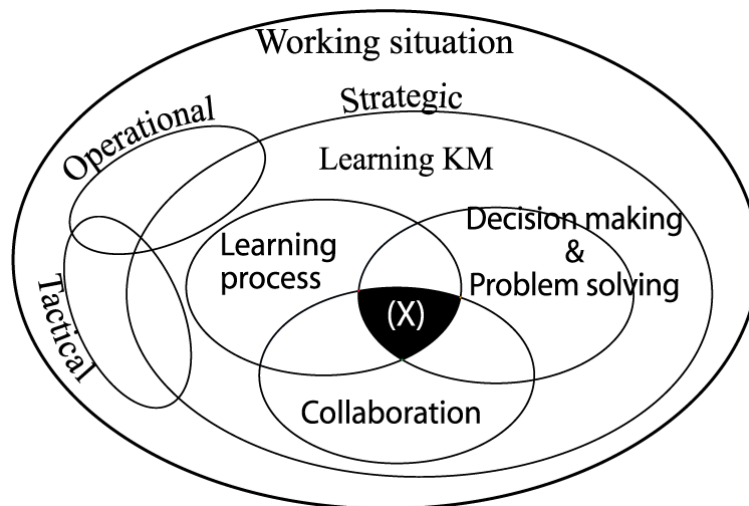 Working situation
Strategic
Operational
Learning KM
Decision making
&
Problem solving
Learning
process
(X)
Tactical
Collaboration